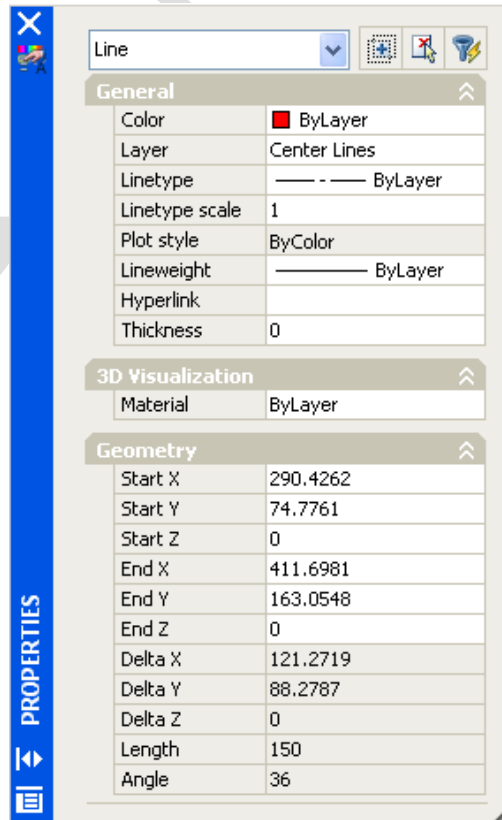 Line
General
Color ByLayer
Layer Center Lines
Linetype ByLayer
Linetype scale 1
Plot style ByColor
Lineweight ByLayer
Hyperlink
Thickness 0
3D Visualization
Material ByLayer
Geometry
Start X 290.4262
Start Y 74.7761
Start Z 0
End X 411.6981
End Y 163.0548
End Z 0
Delta X 121.2719
Delta Y 88.2787
Delta Z 0
Length 150
Angle 36
PROPERTIES